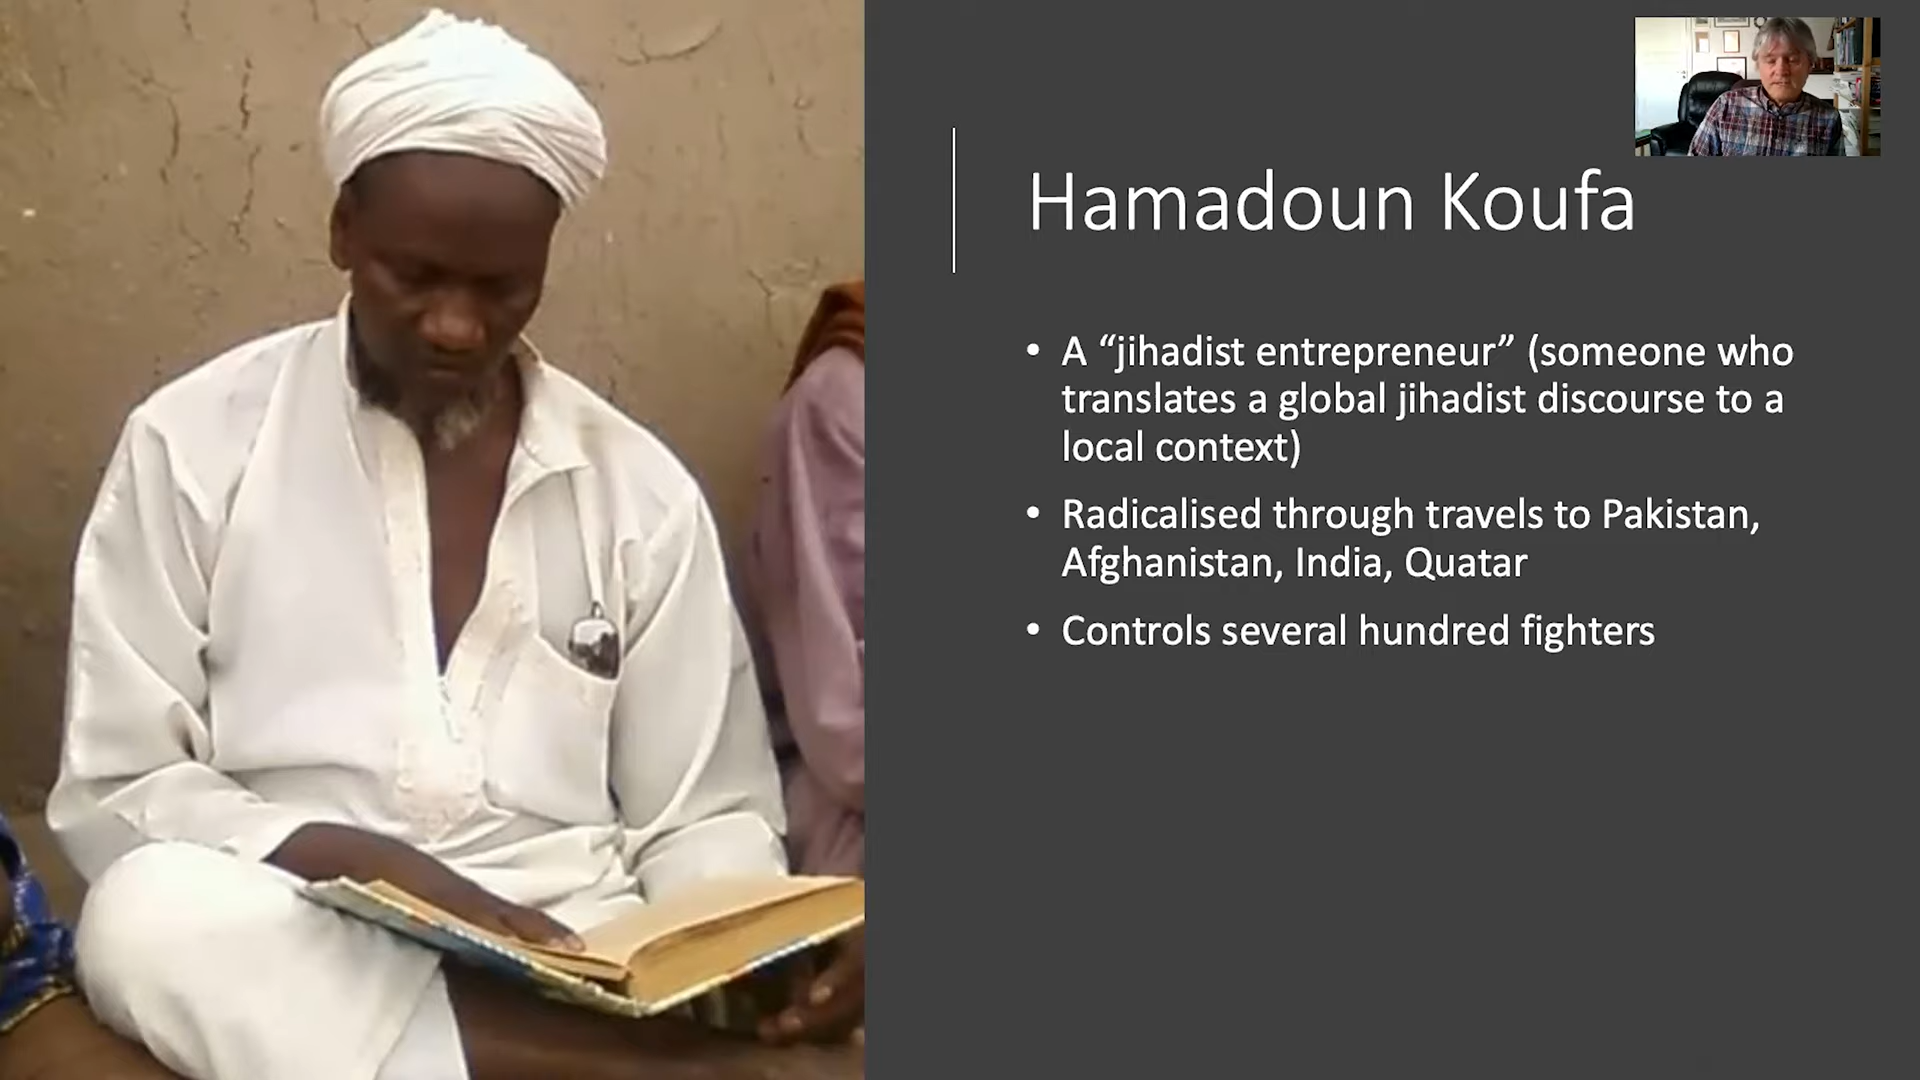 Hamadoun Koufa
• A “jihadist entrepreneur” (someone who
translates a global jihadist discourse to a
local context)
• Radicalised through travels to Pakistan,
Afghanistan, India, Quatar
• Controls several hundred fighters